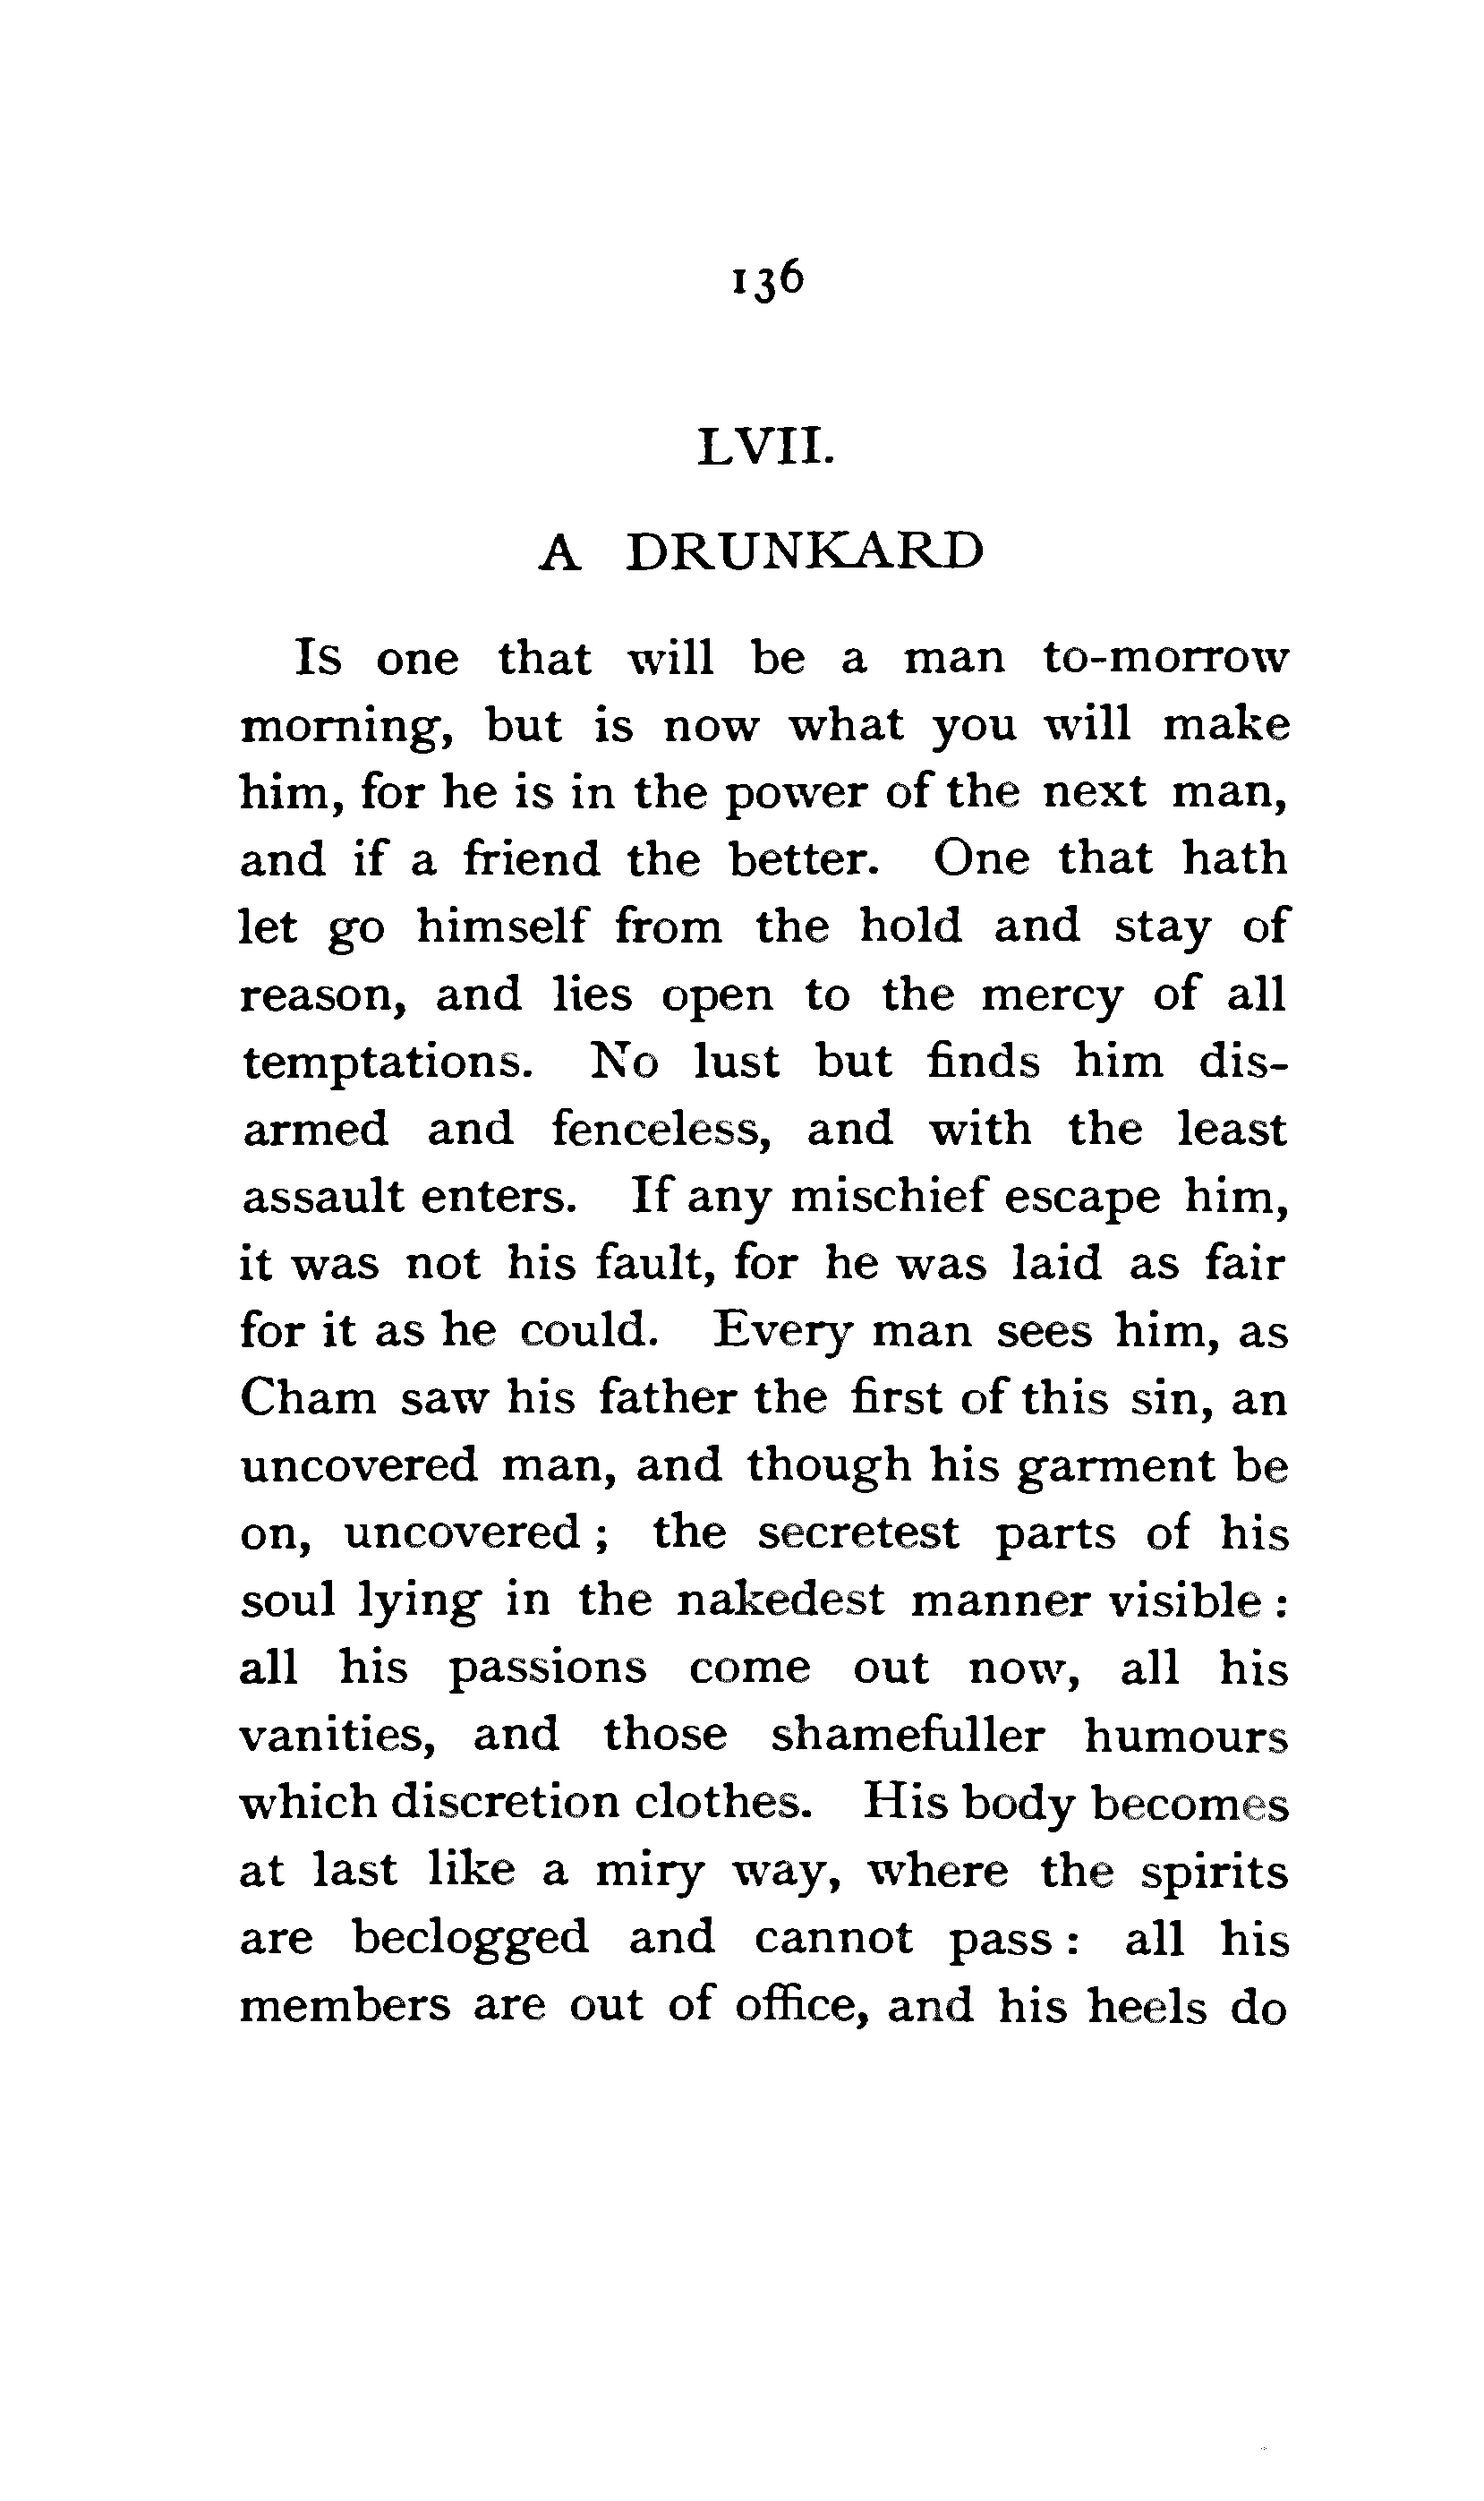 136
LVII.
A DRUNKARD
Is one that will be a man to-morrow
morning, but is now what you will make
him, for he is in the power of the next man,
and if a friend the better. One that hath
let go himself from the hold and stay of
reason, and lies open to the mercy of all
temptations. No lust but finds him dis-
armed and fenceless, and with the least
assault enters. If any mischief escape him,
it was not his fault, for he was laid as fair
for it as he could. Every man sees him, as
Cham saw his father the first of this sin, an
uncovered man, and though his garment be
on, uncovered ; the secretest parts of his
soul lying in the nakedest manner visible :
all his passions come out now, all his
vanities, and those shamefuller humours
which discretion clothes. His body becomes
at last like a miry way, where the spirits
are beclogged and cannot pass : all his
members are out of office, and his heels do